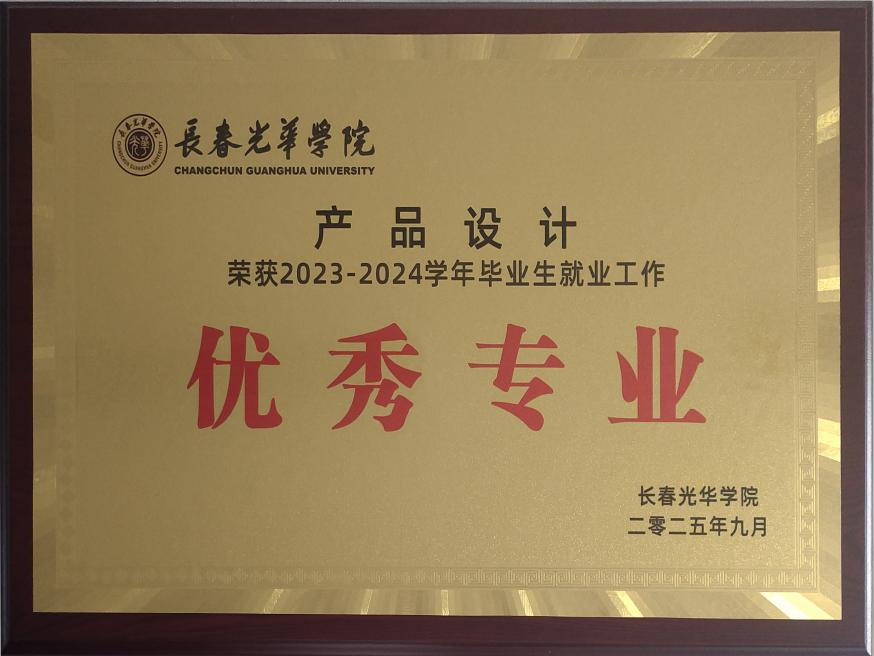 長春光華學院
CHANGCHUN GUANGHUA UNIVERSITY
产品设计
荣获2023-2024学年毕业生就业工作
优秀专业
长春光华学院
二零二五年九月